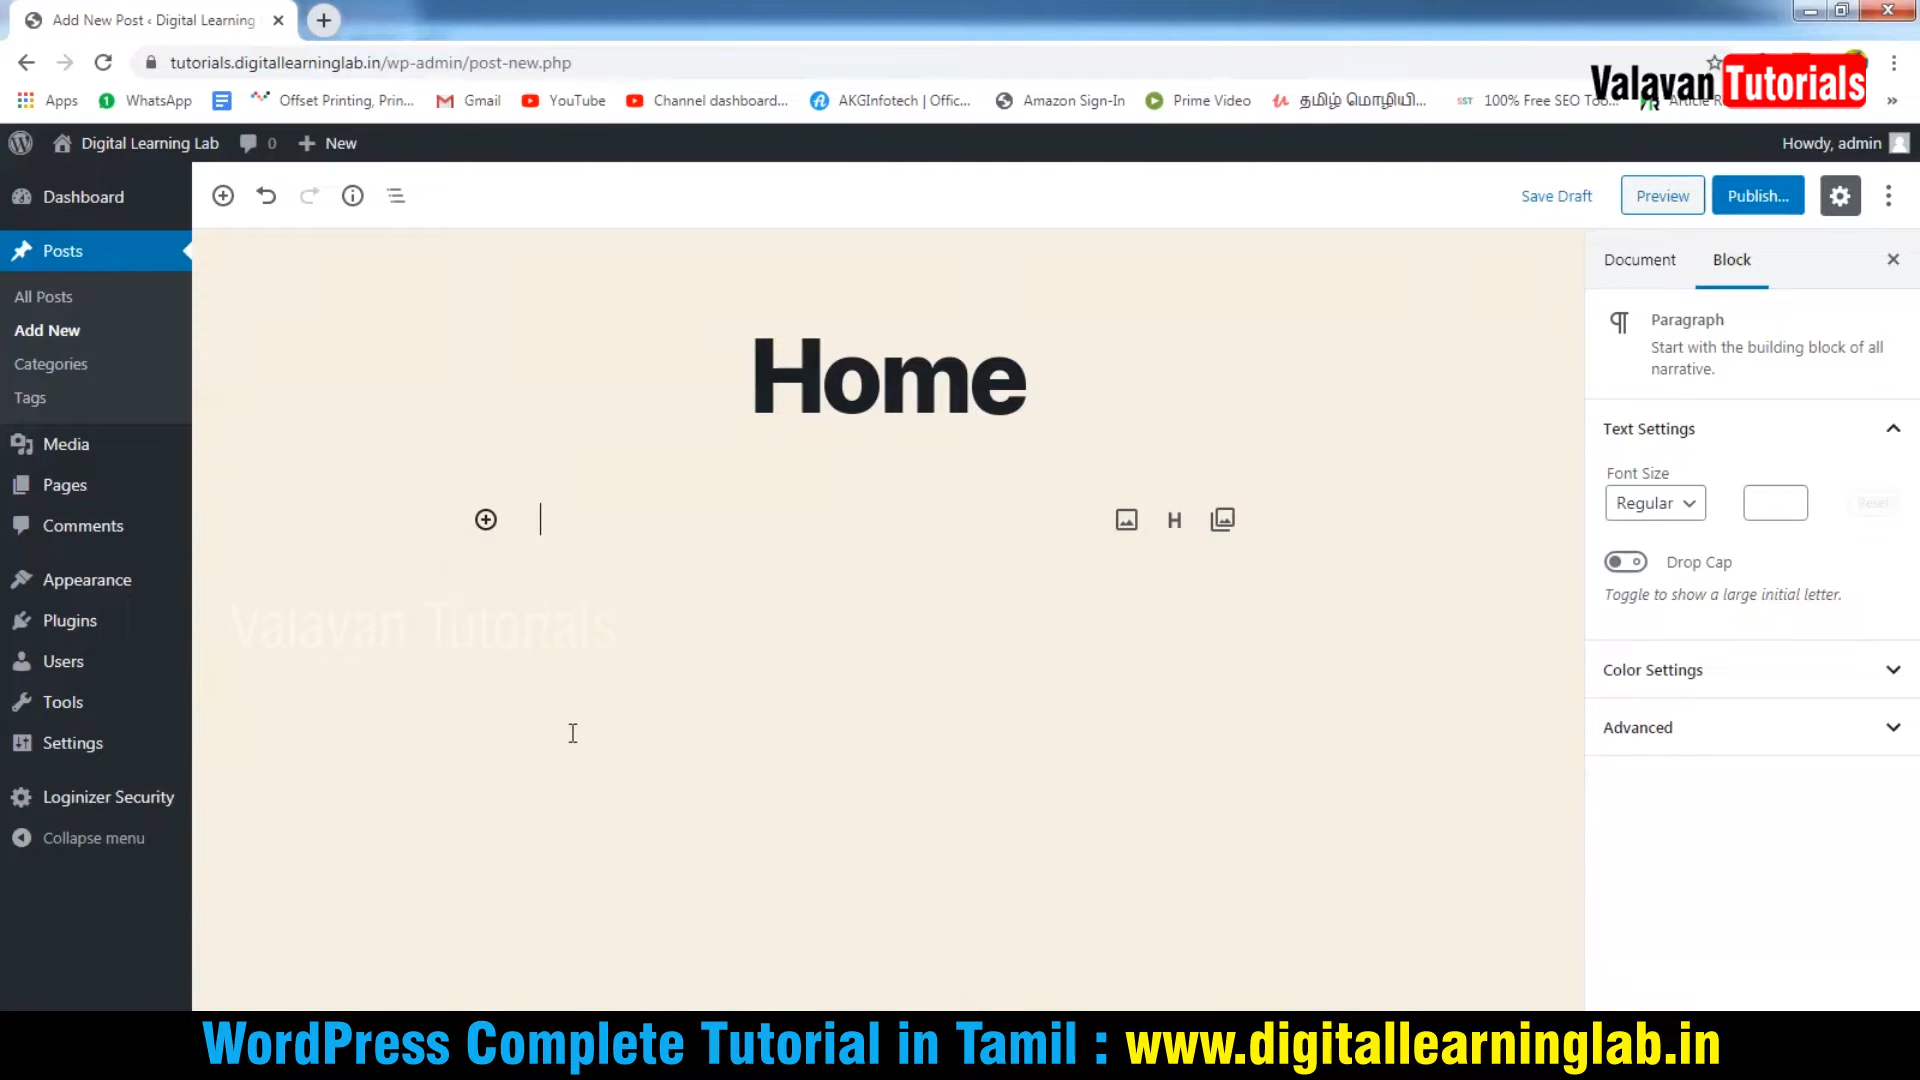 Add New Post ‹ Digital Learning
tutorials.digitallearninglab.in/wp-admin/post-new.php
Valavan Tutorials
Apps WhatsApp Offset Printing, Prin... Gmail YouTube Channel dashboard... AKGInfotech | Offic... Amazon Sign-In Prime Video தமிழ் மொழியி... SST 100% Free SEO Too... »
Digital Learning Lab 0 New Howdy, admin
Dashboard
Posts
All Posts
Add New
Categories
Tags
Media
Pages
Comments
Appearance
Plugins
Users
Tools
Settings
Loginizer Security
Collapse menu
Save Draft Preview Publish...
Home
H
Valavan Tutorials
Document Block
Paragraph
Start with the building block of all
narrative.
Text Settings
Font Size
Regular
Reset
Drop Cap
Toggle to show a large initial letter.
Color Settings
Advanced
WordPress Complete Tutorial in Tamil : www.digitallearninglab.in